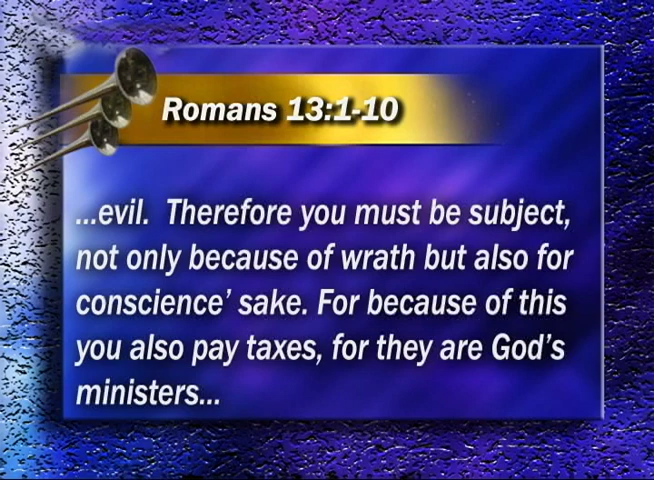 Romans 13:1-10
...evil.  Therefore you must be subject,
not only because of wrath but also for
conscience' sake. For because of this
you also pay taxes, for they are God's
ministers...